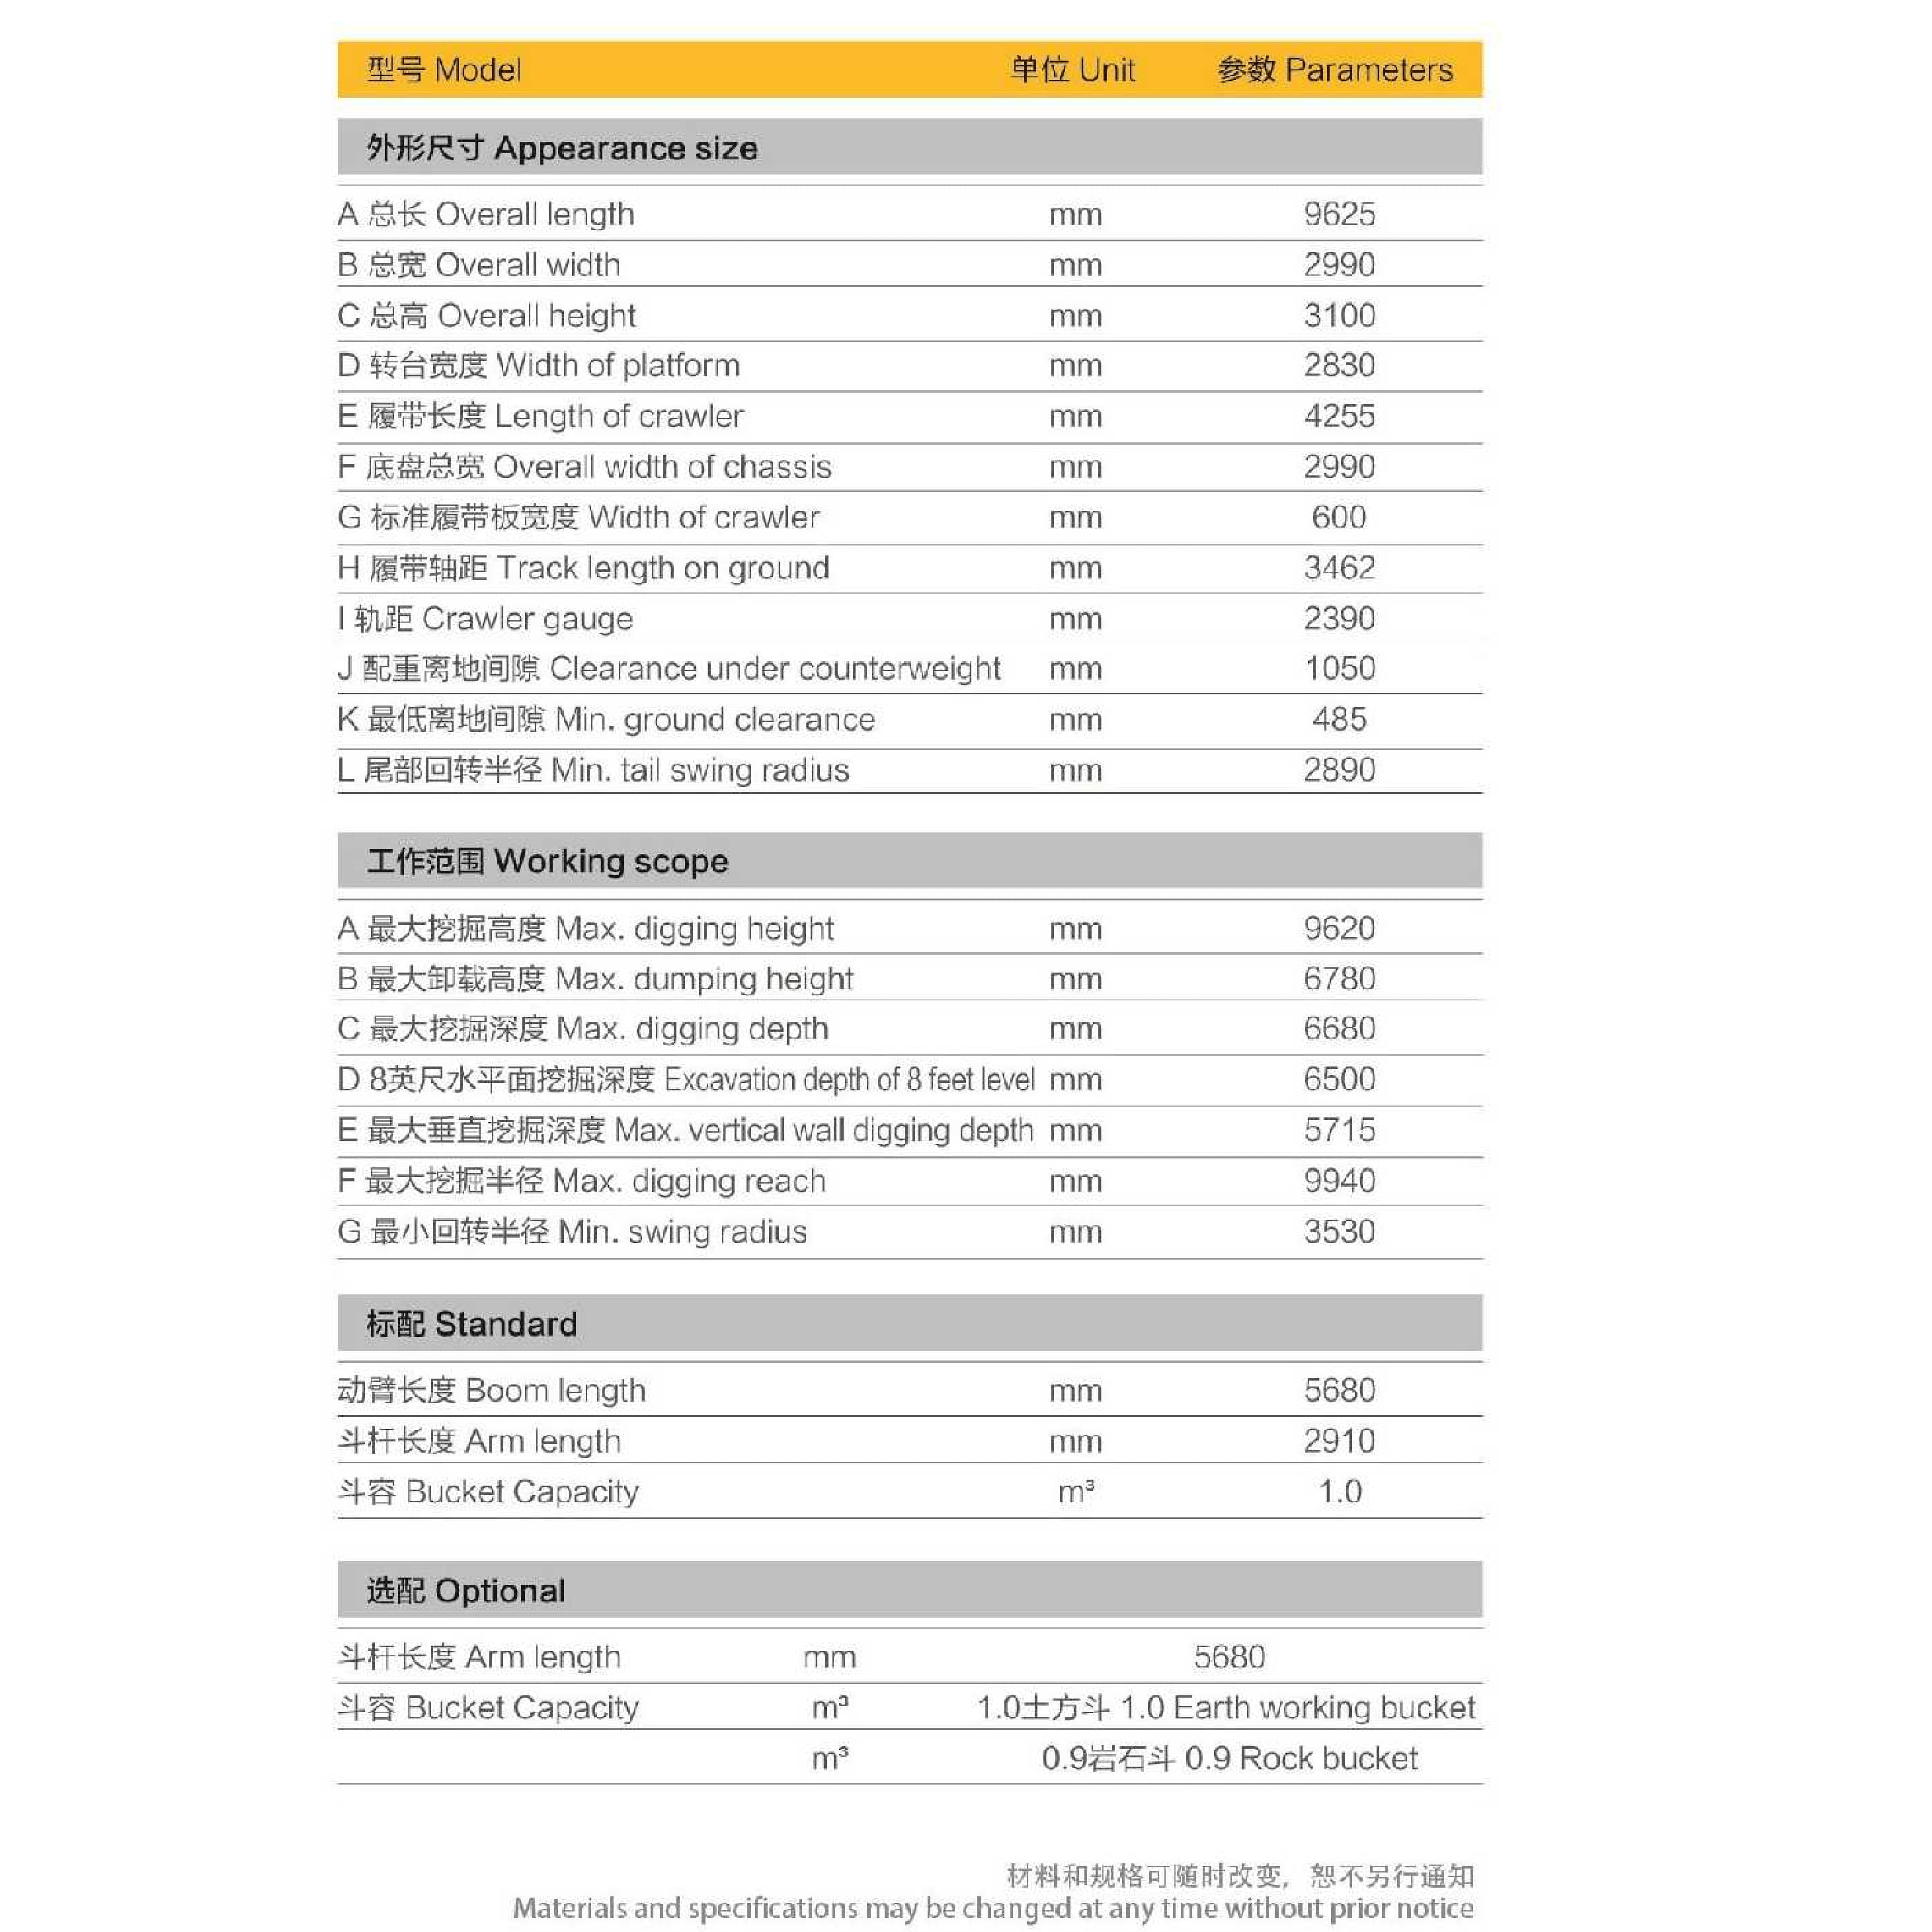 型号 Model 单位 Unit 参数 Parameters
外形尺寸 Appearance size
A 总长 Overall length mm 9625
B 总宽 Overall width mm 2990
C 总高 Overall height mm 3100
D 转台宽度 Width of platform mm 2830
E 履带长度 Length of crawler mm 4255
F 底盘总宽 Overall width of chassis mm 2990
G 标准履带板宽度 Width of crawler mm 600
H 履带轴距 Track length on ground mm 3462
I 轨距 Crawler gauge mm 2390
J 配重离地间隙 Clearance under counterweight mm 1050
K 最低离地间隙 Min. ground clearance mm 485
L 尾部回转半径 Min. tail swing radius mm 2890
工作范围 Working scope
A 最大挖掘高度 Max. digging height mm 9620
B 最大卸载高度 Max. dumping height mm 6780
C 最大挖掘深度 Max. digging depth mm 6680
D 8英尺水平面挖掘深度 Excavation depth of 8 feet level mm 6500
E 最大垂直挖掘深度 Max. vertical wall digging depth mm 5715
F 最大挖掘半径 Max. digging reach mm 9940
G 最小回转半径 Min. swing radius mm 3530
标配 Standard
动臂长度 Boom length mm 5680
斗杆长度 Arm length mm 2910
斗容 Bucket Capacity m³ 1.0
选配 Optional
斗杆长度 Arm length mm 5680
斗容 Bucket Capacity m³ 1.0土方斗 1.0 Earth working bucket
m³ 0.9岩石斗 0.9 Rock bucket
材料和规格可随时改变，恕不另行通知
Materials and specifications may be changed at any time without prior notice